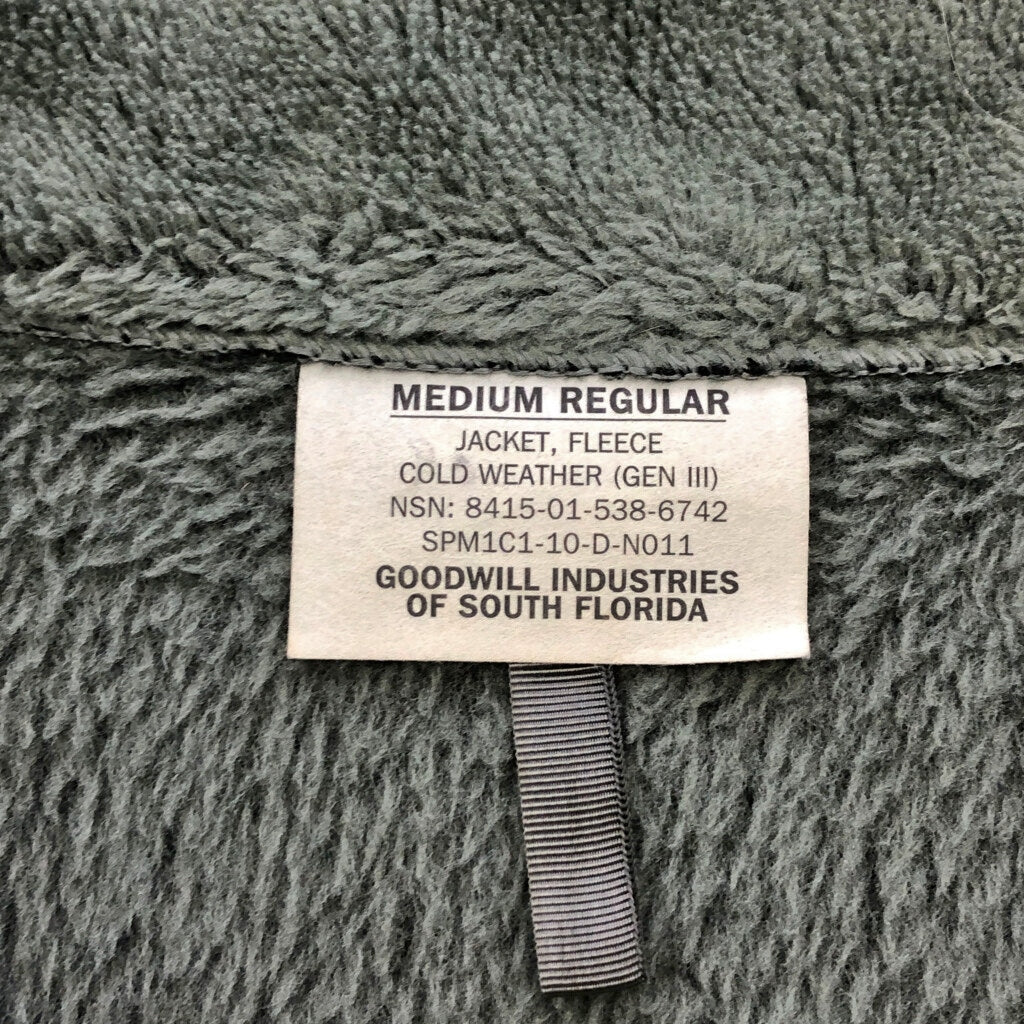 MEDIUM REGULAR
JACKET, FLEECE
COLD WEATHER (GEN III)
NSN: 8415-01-538-6742
SPM1C1-10-D-N011
GOODWILL INDUSTRIES
OF SOUTH FLORIDA